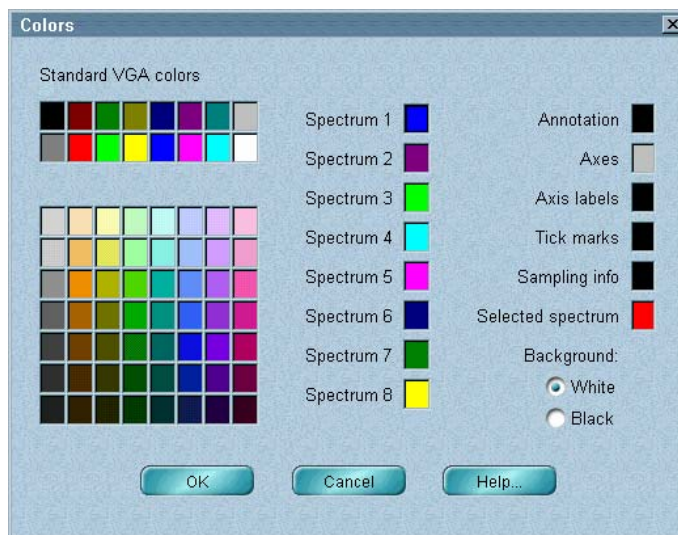 Colors
Standard VGA colors
Spectrum 1
Spectrum 2
Spectrum 3
Spectrum 4
Spectrum 5
Spectrum 6
Spectrum 7
Spectrum 8
Annotation
Axes
Axis labels
Tick marks
Sampling info
Selected spectrum
Background:
White
Black
OK
Cancel
Help...